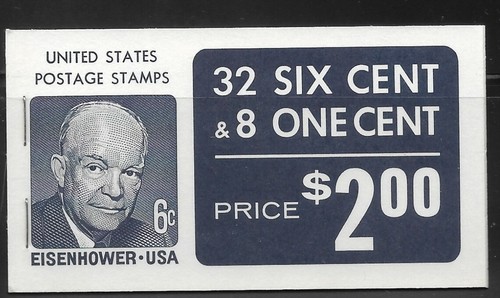 UNITED STATES
POSTAGE STAMPS
6c
EISENHOWER·USA
32 SIX CENT
& 8 ONE CENT
PRICE $2.00